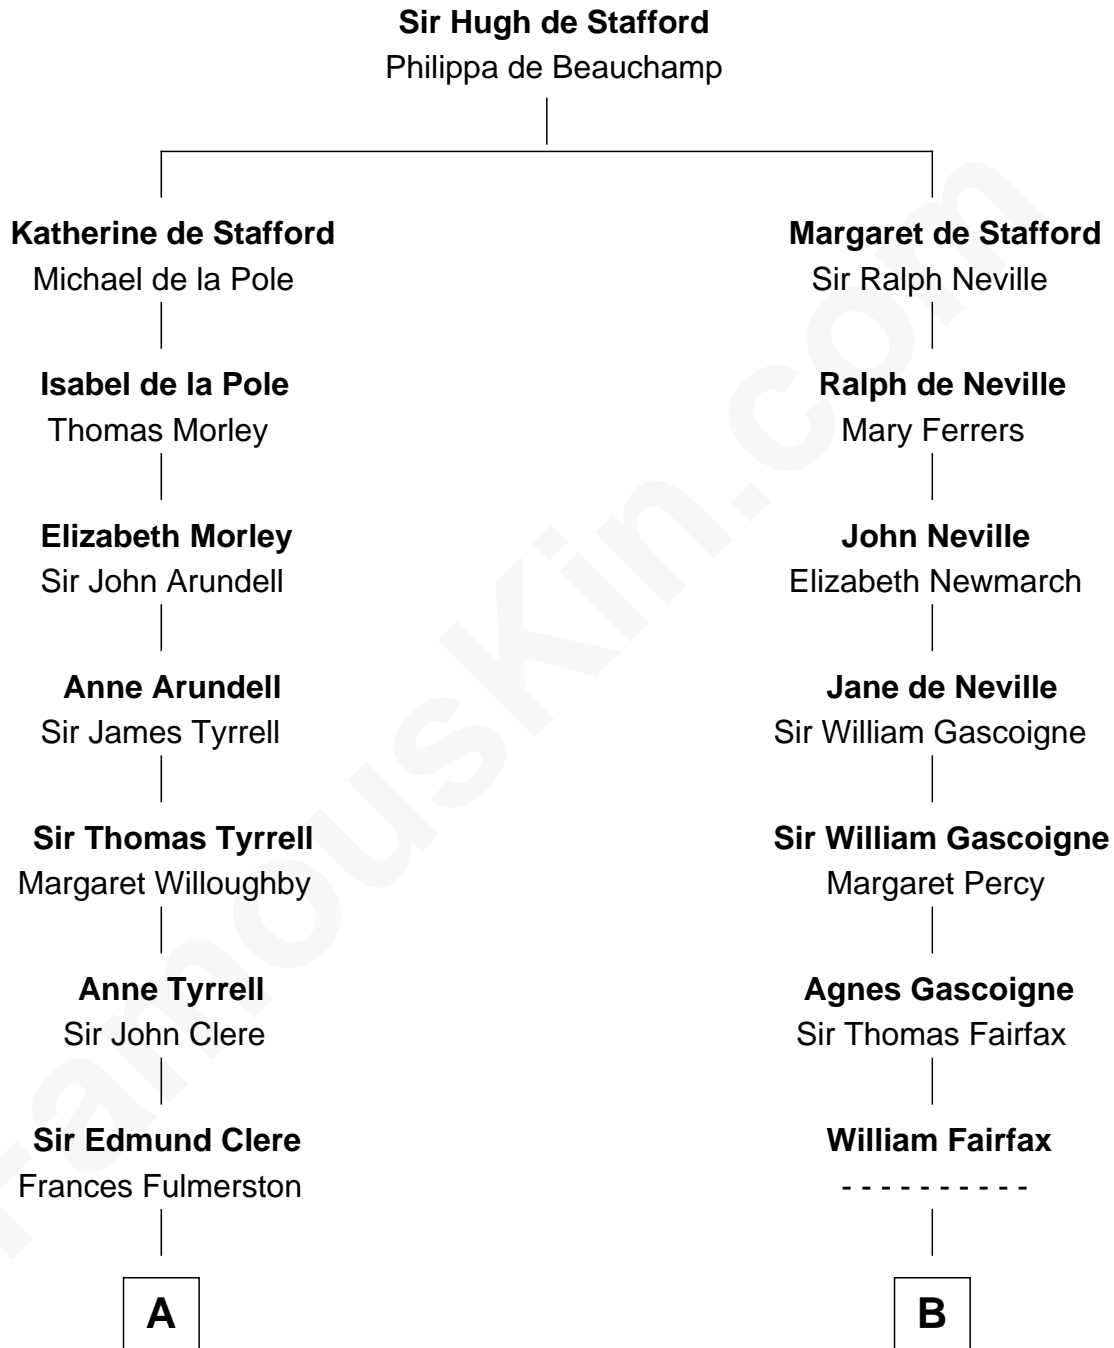 Sir Hugh de Stafford
Philippa de Beauchamp
Katherine de Stafford
Michael de la Pole
Margaret de Stafford
Sir Ralph Neville
Isabel de la Pole
Thomas Morley
Ralph de Neville
Mary Ferrers
Elizabeth Morley
Sir John Arundell
John Neville
Elizabeth Newmarch
Anne Arundell
Sir James Tyrrell
Jane de Neville
Sir William Gascoigne
Sir Thomas Tyrrell
Margaret Willoughby
Sir William Gascoigne
Margaret Percy
Anne Tyrrell
Sir John Clere
Agnes Gascoigne
Sir Thomas Fairfax
Sir Edmund Clere
Frances Fulmerston
William Fairfax
- - - - - - - - - -
A
B
FamousKin.com